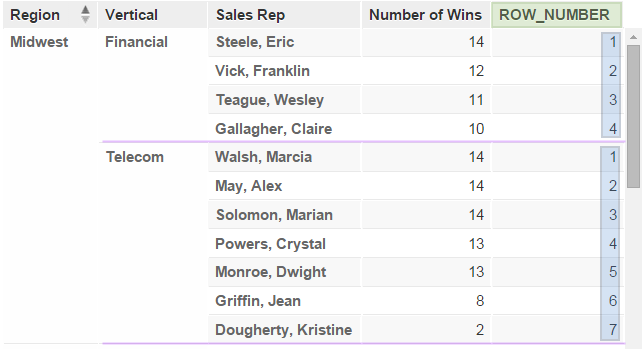 Region Vertical Sales Rep Number of Wins ROW_NUMBER
Midwest Financial Steele, Eric 14 1
Vick, Franklin 12 2
Teague, Wesley 11 3
Gallagher, Claire 10 4
Telecom Walsh, Marcia 14 1
May, Alex 14 2
Solomon, Marian 14 3
Powers, Crystal 13 4
Monroe, Dwight 13 5
Griffin, Jean 8 6
Dougherty, Kristine 2 7